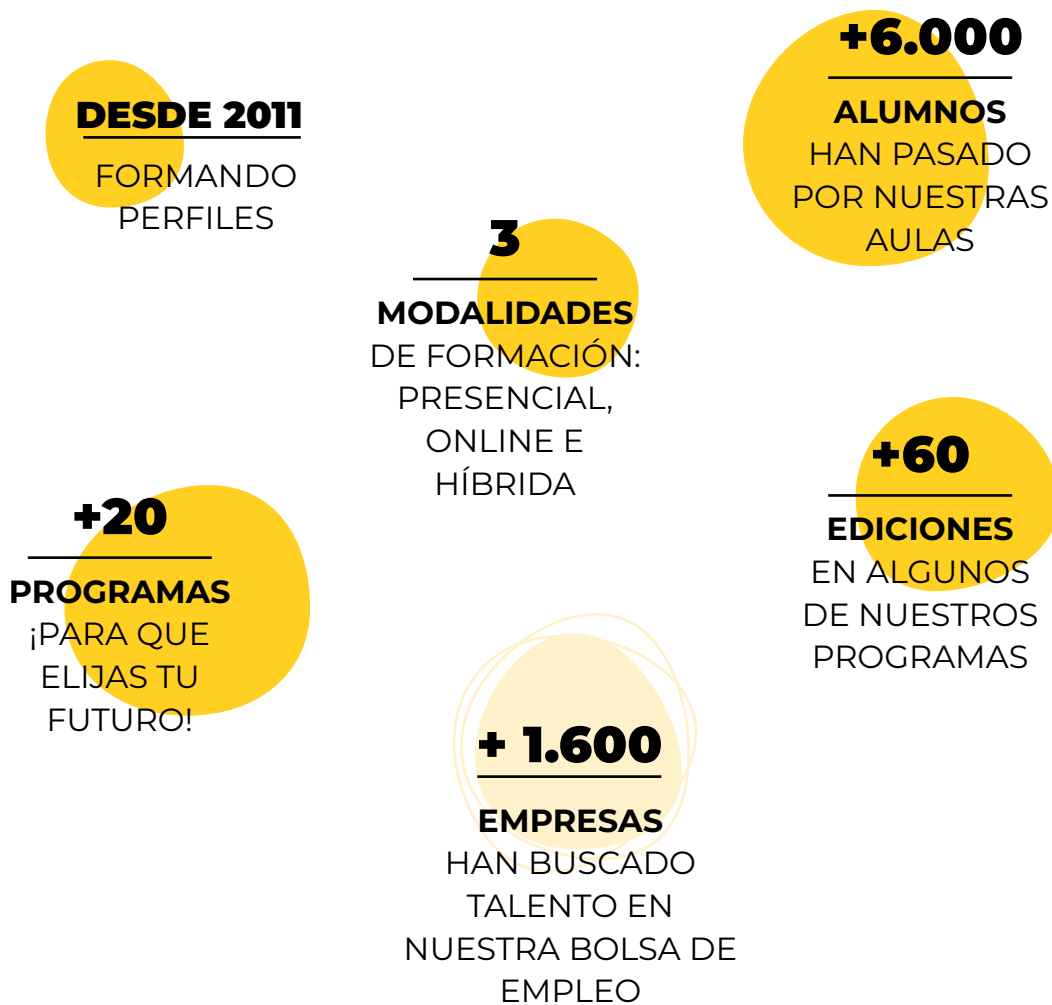 DESDE 2011
FORMANDO
PERFILES
+6.000
ALUMNOS
HAN PASADO
POR NUESTRAS
AULAS
3
MODALIDADES
DE FORMACIÓN:
PRESENCIAL,
ONLINE E
HÍBRIDA
+20
PROGRAMAS
¡PARA QUE
ELIJAS TU
FUTURO!
+60
EDICIONES
EN ALGUNOS
DE NUESTROS
PROGRAMAS
+ 1.600
EMPRESAS
HAN BUSCADO
TALENTO EN
NUESTRA BOLSA DE
EMPLEO